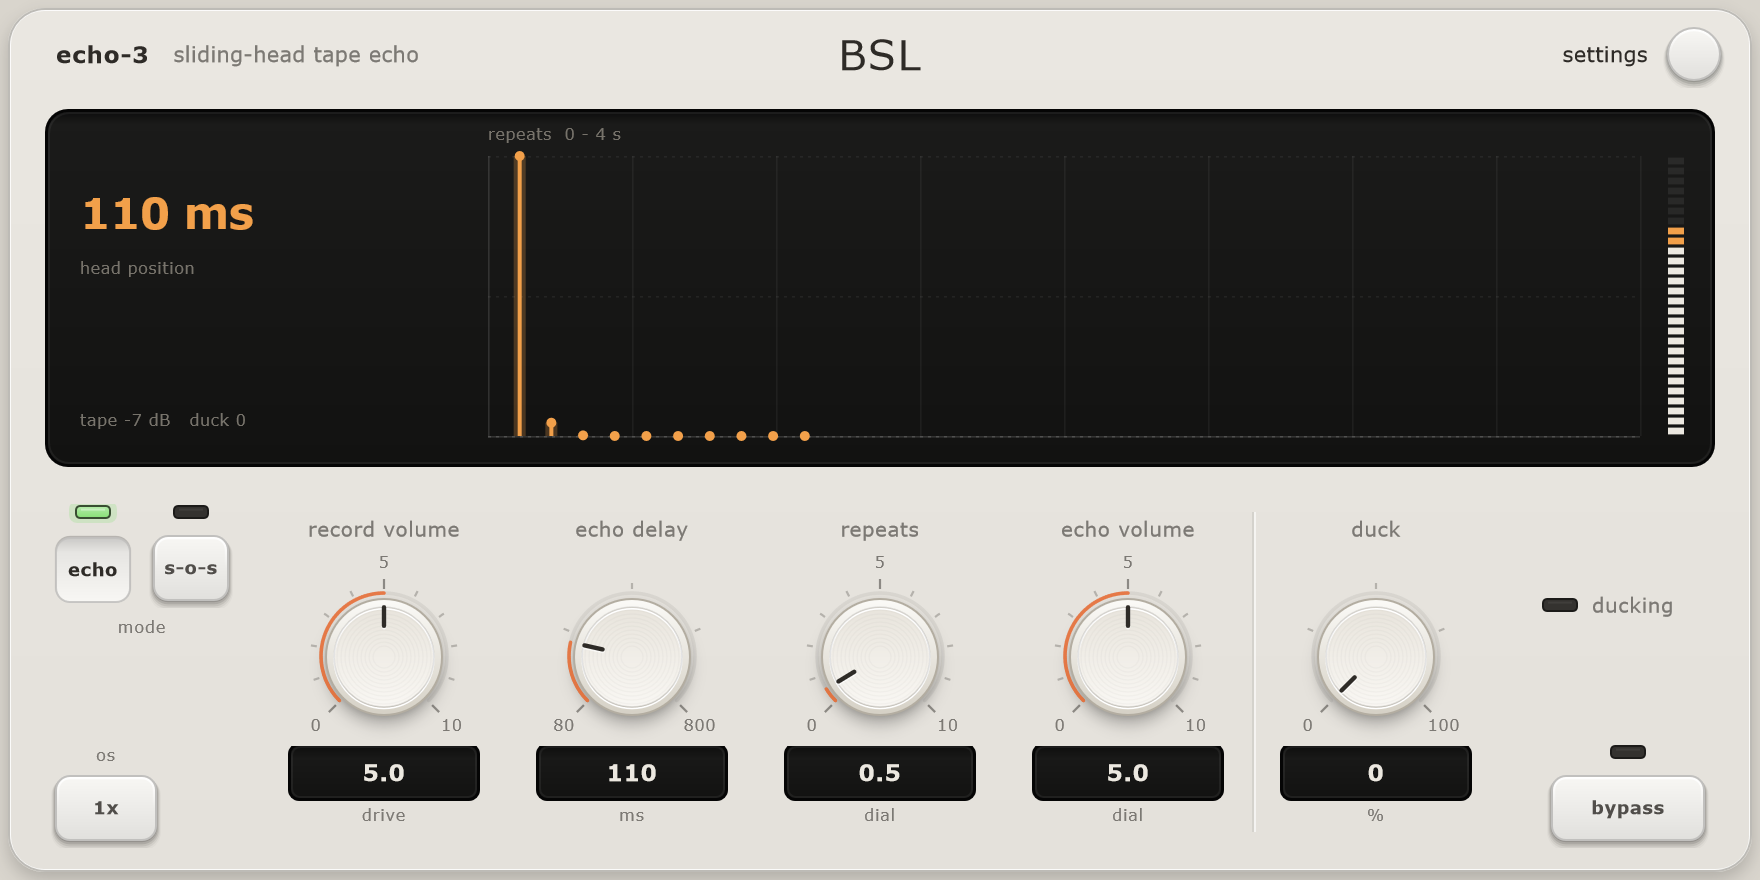 echo-3 sliding-head tape echo
BSL
settings
repeats 0 - 4 s
110 ms
head position
tape -7 dB duck 0
echo
s-o-s
mode
os
1x
record volume
5
0 10
5.0
drive
echo delay
80 800
110
ms
repeats
5
0 10
0.5
dial
echo volume
5
0 10
5.0
dial
duck
0 100
0
%
ducking
bypass